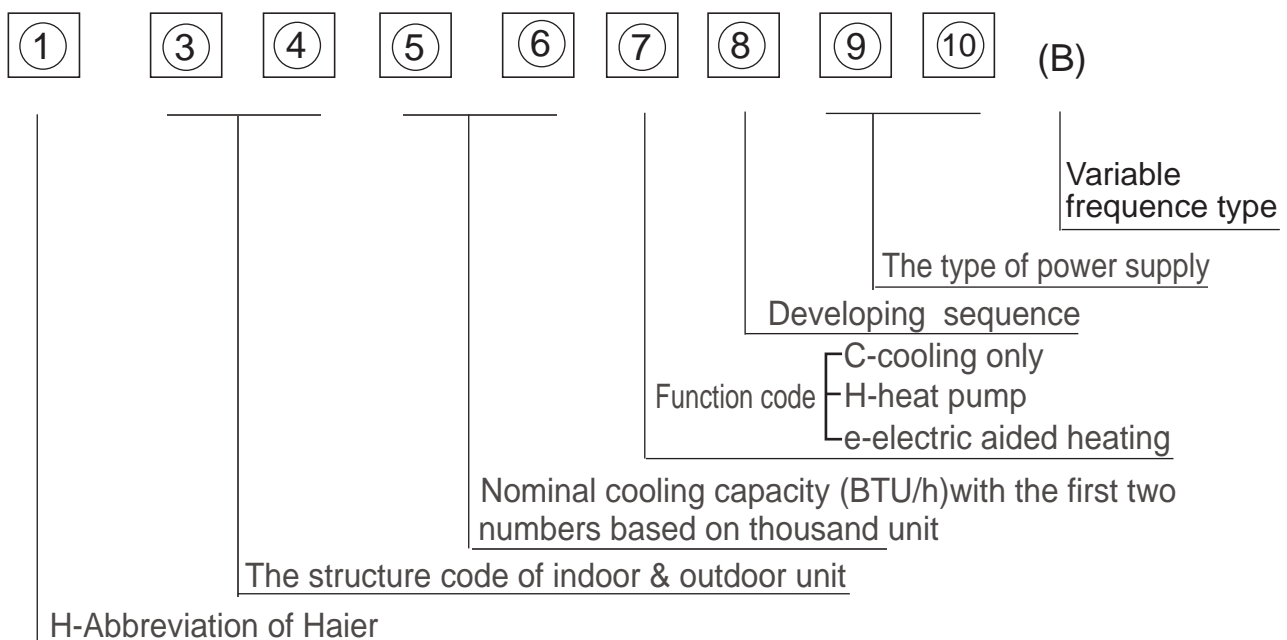 ① ③ ④ ⑤ ⑥ ⑦ ⑧ ⑨ ⑩ (B)
Variable
frequence type
The type of power supply
Developing sequence
C-cooling only
Function code H-heat pump
e-electric aided heating
Nominal cooling capacity (BTU/h)with the first two
numbers based on thousand unit
The structure code of indoor & outdoor unit
H-Abbreviation of Haier